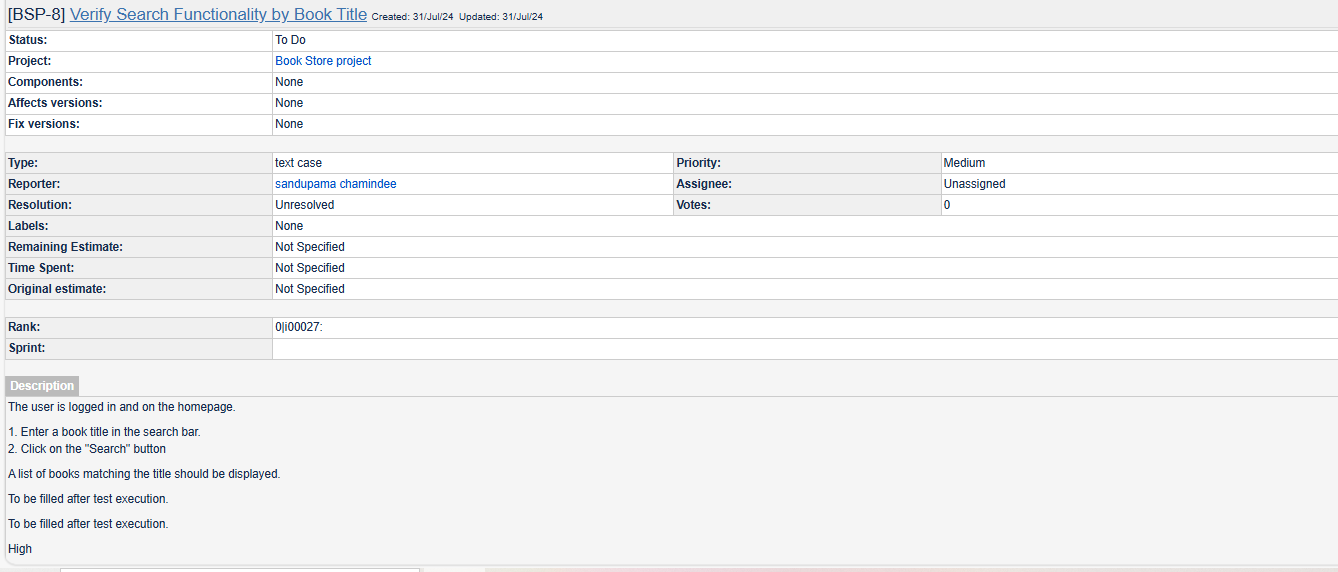 [BSP-8] Verify Search Functionality by Book Title Created: 31/Jul/24 Updated: 31/Jul/24
Status: To Do
Project: Book Store project
Components: None
Affects versions: None
Fix versions: None
Type: text case Priority: Medium
Reporter: sandupama chamindee Assignee: Unassigned
Resolution: Unresolved Votes: 0
Labels: None
Remaining Estimate: Not Specified
Time Spent: Not Specified
Original estimate: Not Specified
Rank: 0|i00027:
Sprint:
Description
The user is logged in and on the homepage.
1. Enter a book title in the search bar.
2. Click on the "Search" button
A list of books matching the title should be displayed.
To be filled after test execution.
To be filled after test execution.
High